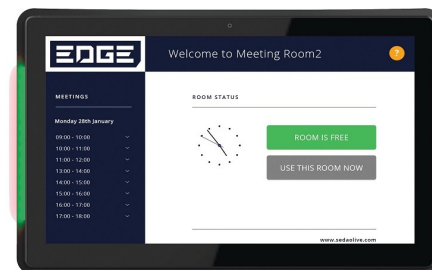 EDGE
Welcome to Meeting Room2
?
MEETINGS
Monday 28th January
09:00 - 10:00
10:00 - 11:00
11:00 - 12:00
13:00 - 14:00
14:00 - 15:00
15:00 - 16:00
16:00 - 17:00
17:00 - 18:00
ROOM STATUS
ROOM IS FREE
USE THIS ROOM NOW
www.sedaolive.com